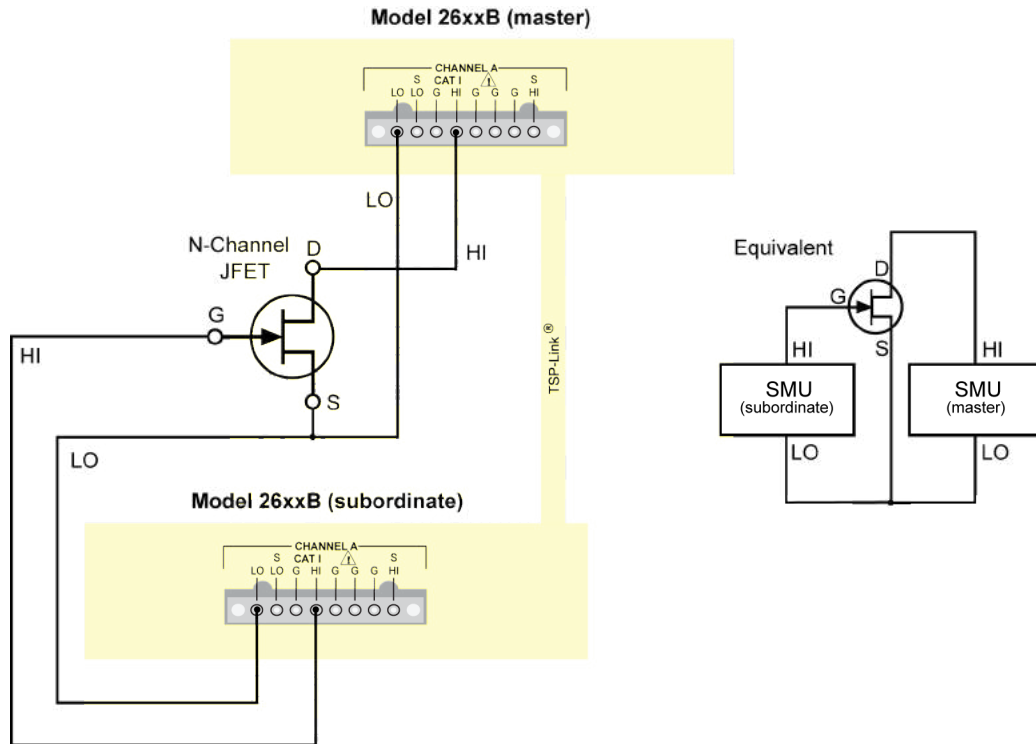 Model 26xxB (master)
CHANNEL A
S CAT I S
LO LO G HI G G G HI
LO
HI
N-Channel
JFET
D
G
S
HI
LO
TSP-Link®
Equivalent
D
G
S
HI
HI
SMU
(subordinate)
SMU
(master)
LO
LO
Model 26xxB (subordinate)
CHANNEL A
S CAT I S
LO LO G HI G G G HI